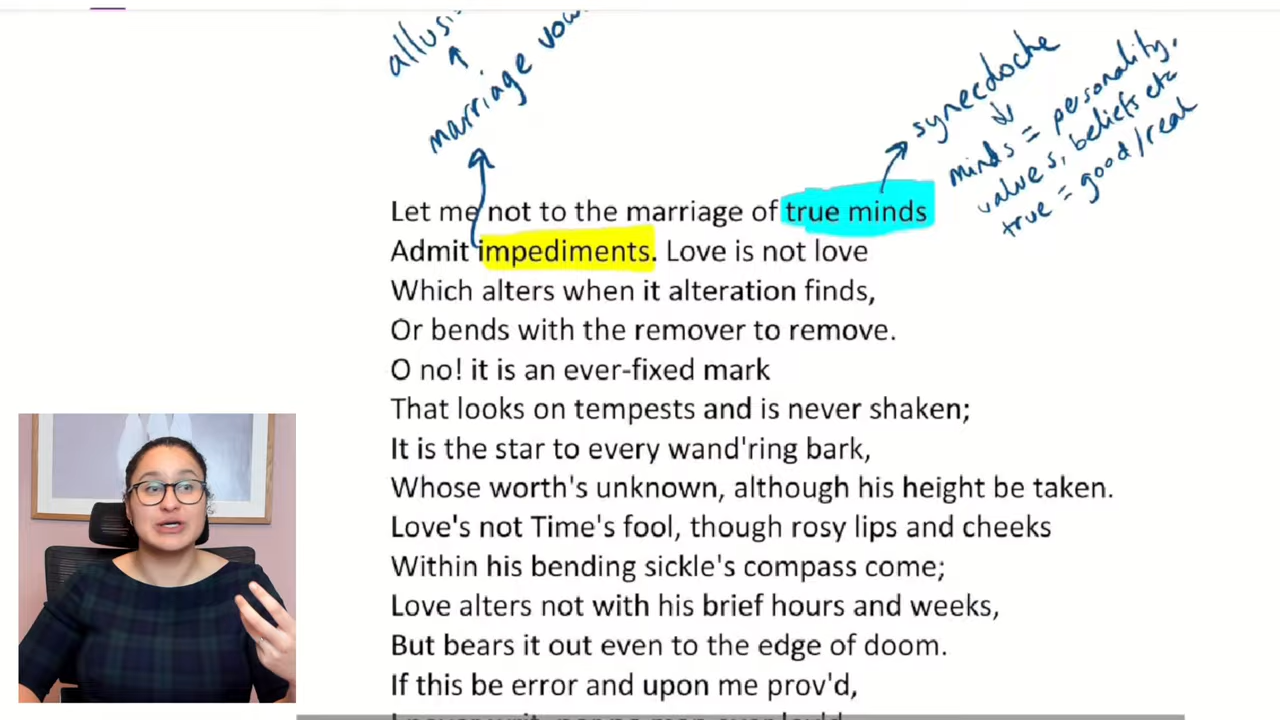 marriage
synecdoche
minds = personality,
values, beliefs etc
true = good/real
Let me not to the marriage of true minds
Admit impediments. Love is not love
Which alters when it alteration finds,
Or bends with the remover to remove.
O no! it is an ever-fixed mark
That looks on tempests and is never shaken;
It is the star to every wand'ring bark,
Whose worth's unknown, although his height be taken.
Love's not Time's fool, though rosy lips and cheeks
Within his bending sickle's compass come;
Love alters not with his brief hours and weeks,
But bears it out even to the edge of doom.
If this be error and upon me prov'd,